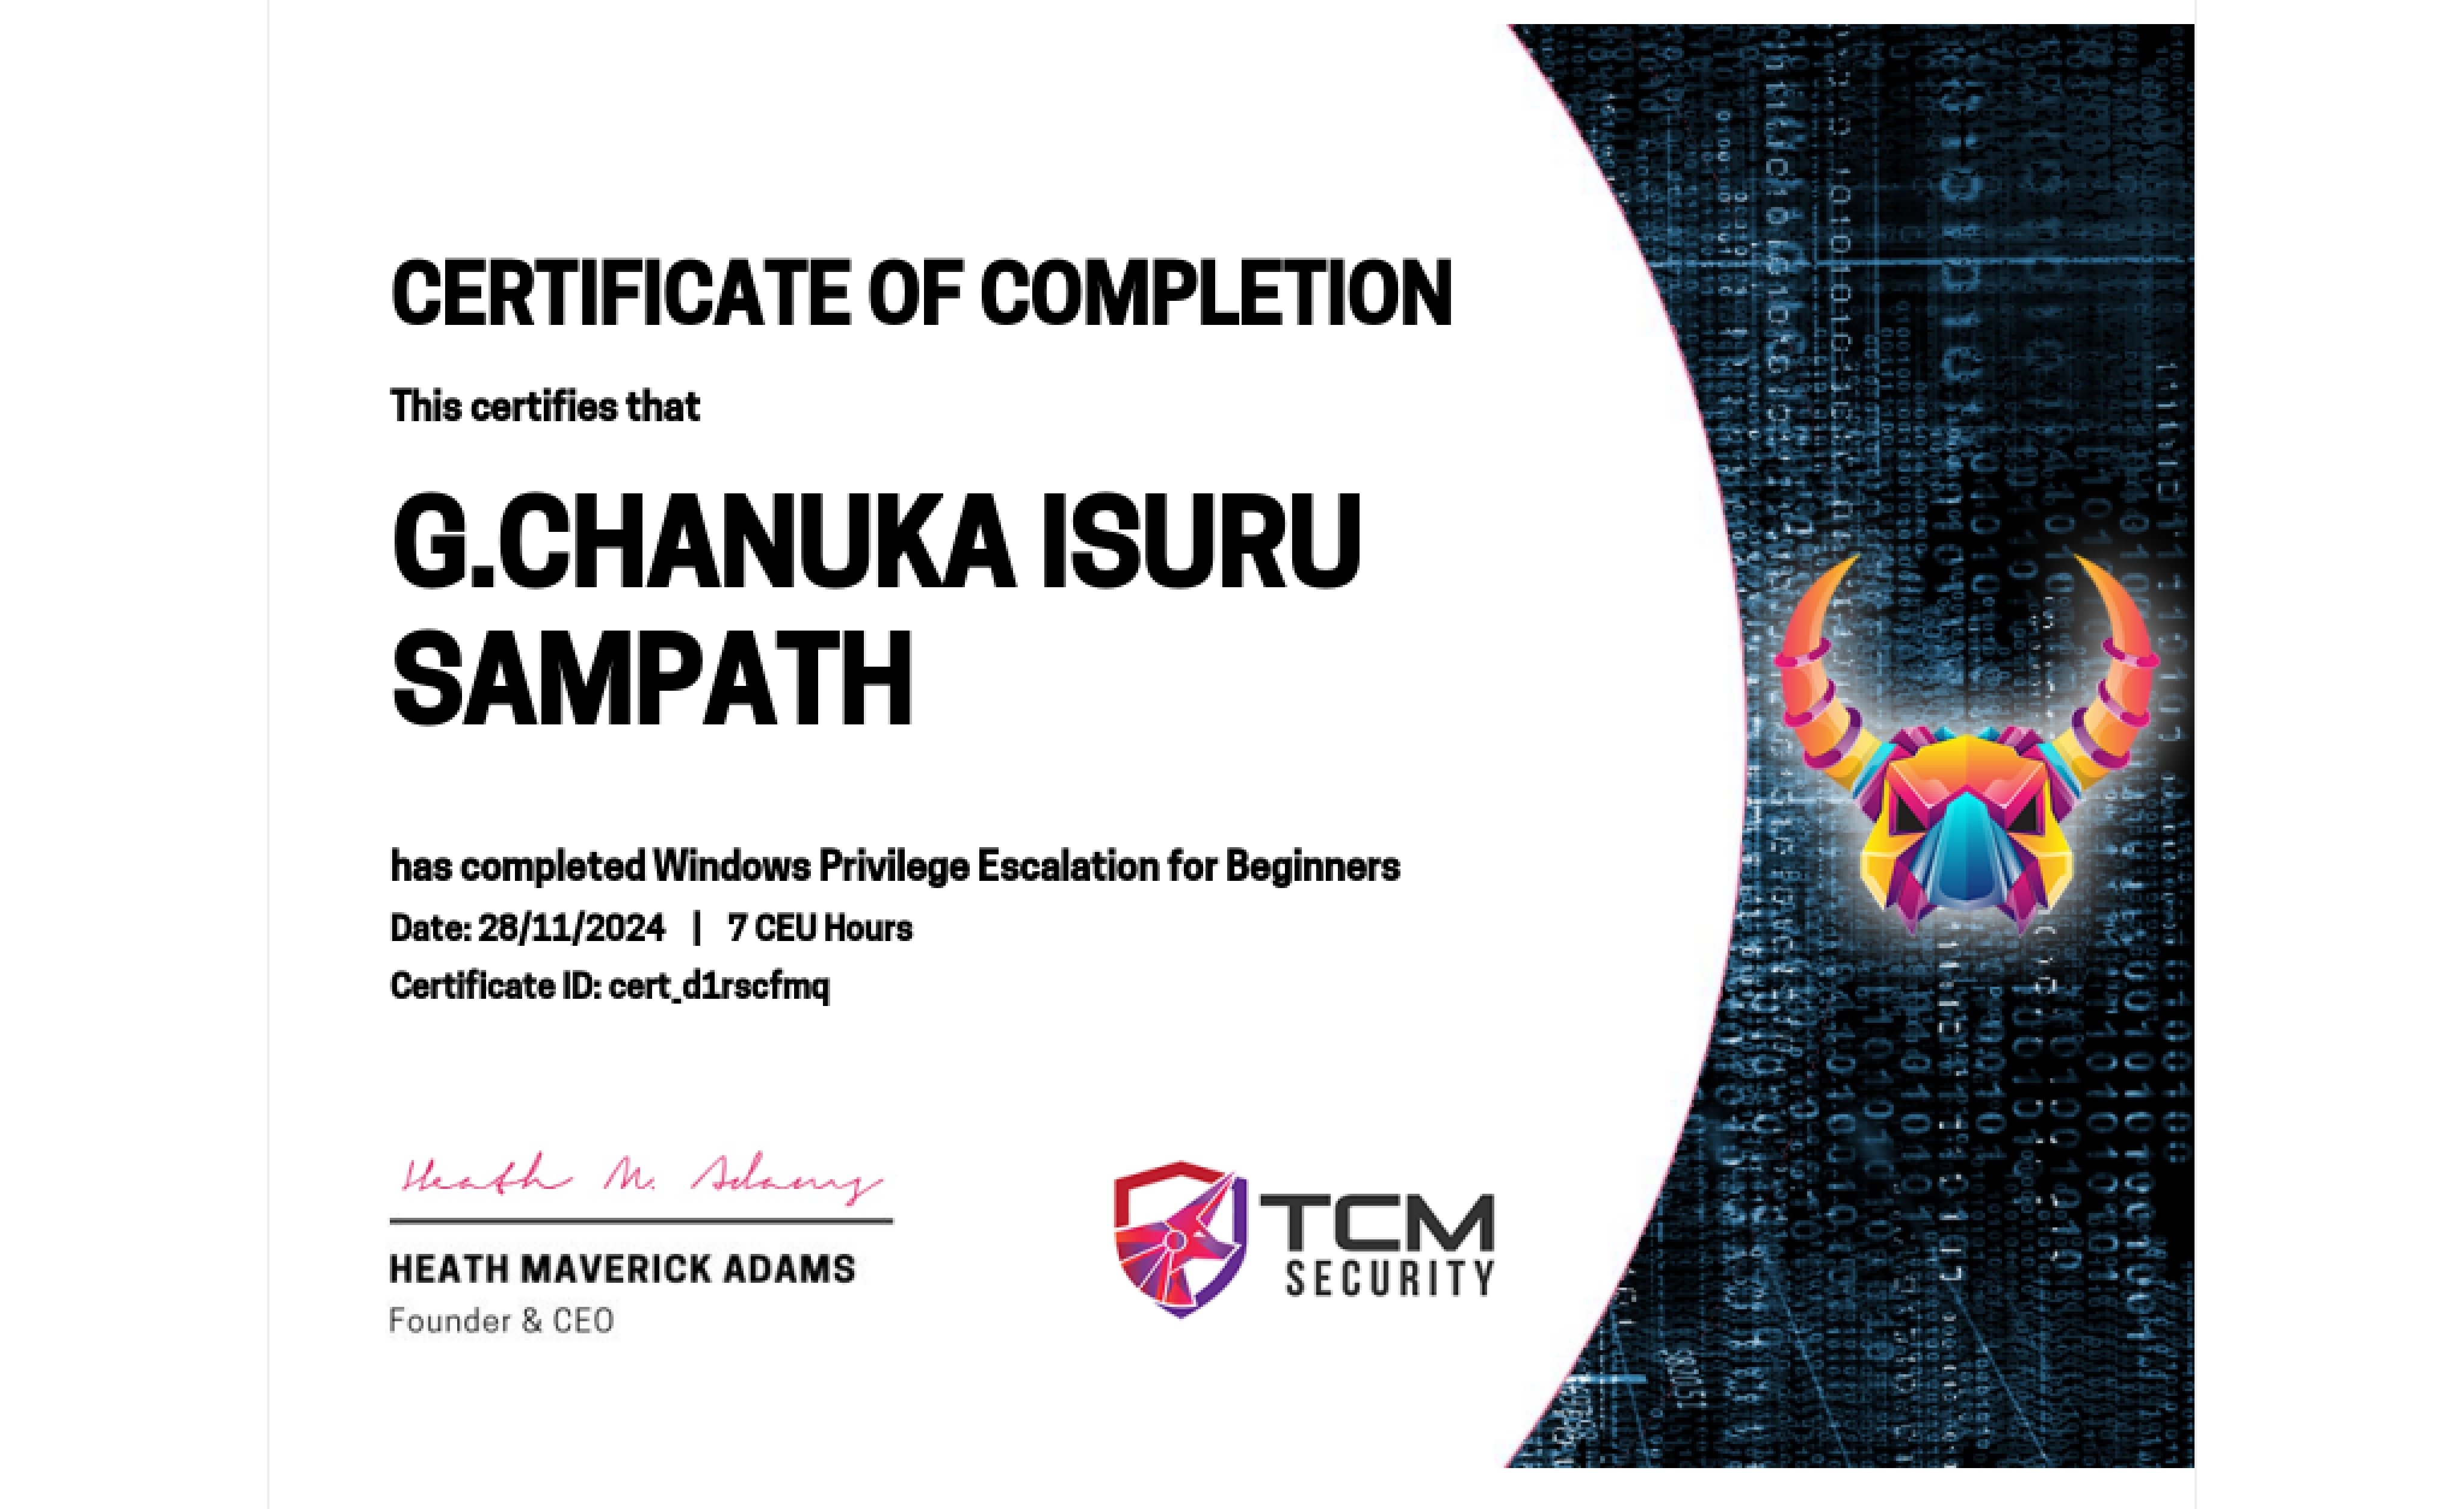 CERTIFICATE OF COMPLETION
This certifies that
G.CHANUKA ISURU
SAMPATH
has completed Windows Privilege Escalation for Beginners
Date: 28/11/2024 | 7 CEU Hours
Certificate ID: cert_d1rscfmq
Heath M. Adams
HEATH MAVERICK ADAMS
Founder & CEO
TCM
SECURITY